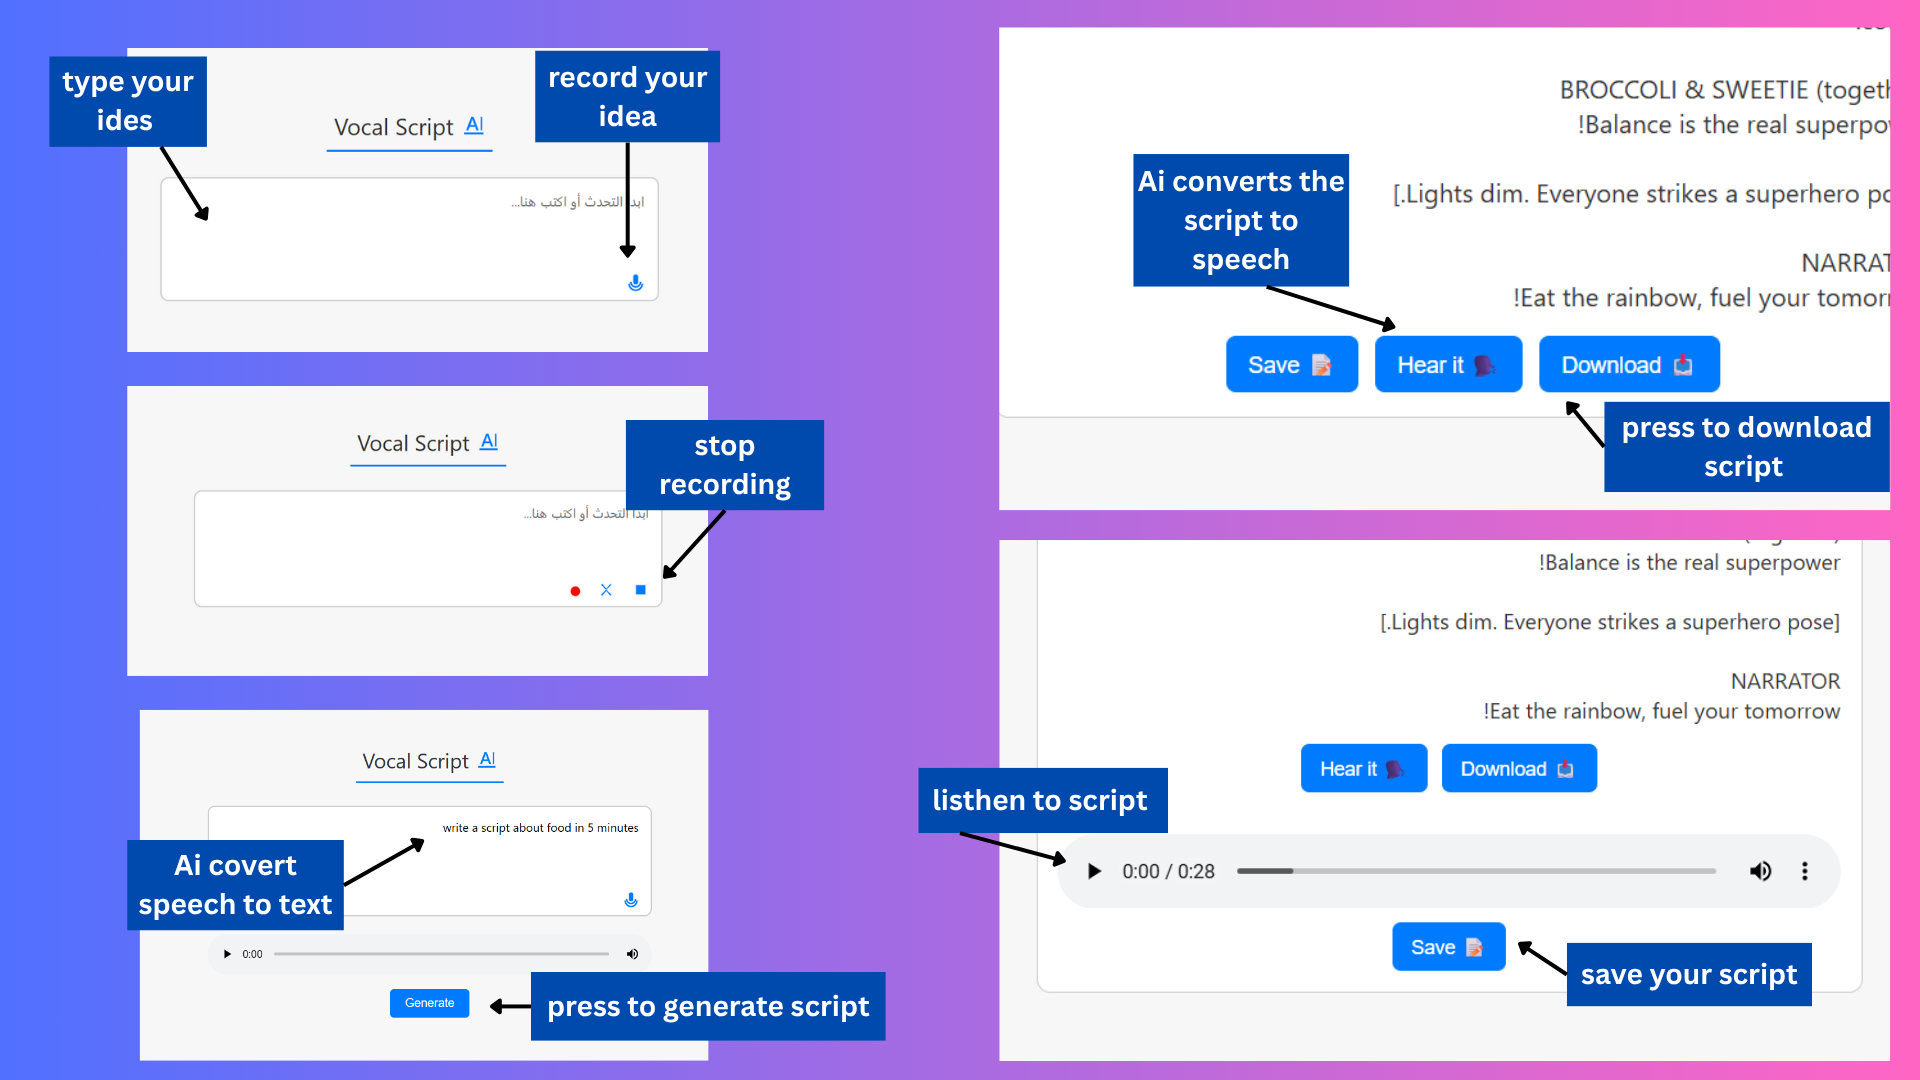 type your
ides
record your
idea
Vocal Script AI
ابدأ التحدث أو اكتب هنا...
stop
recording
Vocal Script AI
ابدأ التحدث أو اكتب هنا...
Vocal Script AI
write a script about food in 5 minutes
Ai covert
speech to text
0:00
Generate
press to generate script
BROCCOLI & SWEETIE
!Balance is the real
[.Lights dim. Everyone strikes a superhero
!Eat the rainbow, fuel your
Ai converts the
script to
speech
Save
Hear it
Download
press to download
script
!Balance is the real superpower
[.Lights dim. Everyone strikes a superhero pose]
NARRATOR
!Eat the rainbow, fuel your tomorrow
Hear it
Download
listhen to script
0:00 / 0:28
Save
save your script